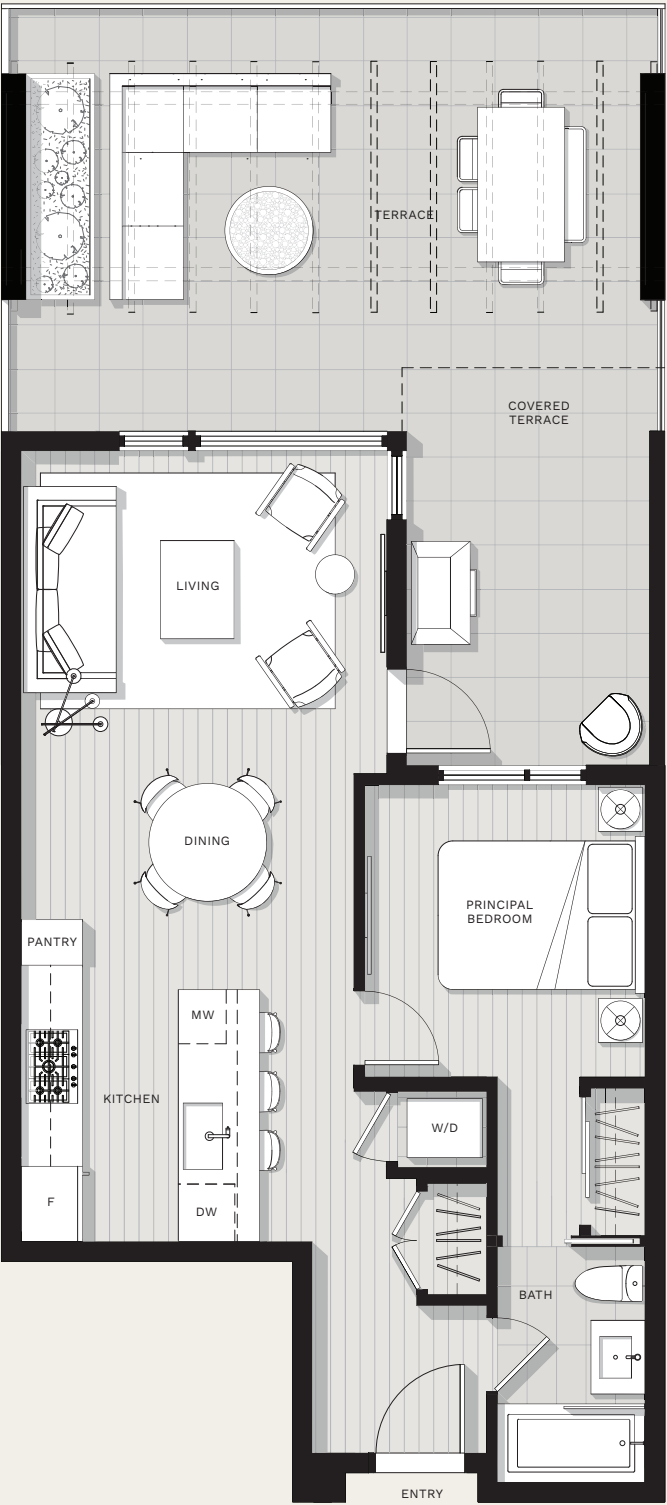 TERRACE
COVERED
TERRACE
LIVING
DINING
PRINCIPAL
BEDROOM
PANTRY
MW
KITCHEN
W/D
F
DW
BATH
ENTRY